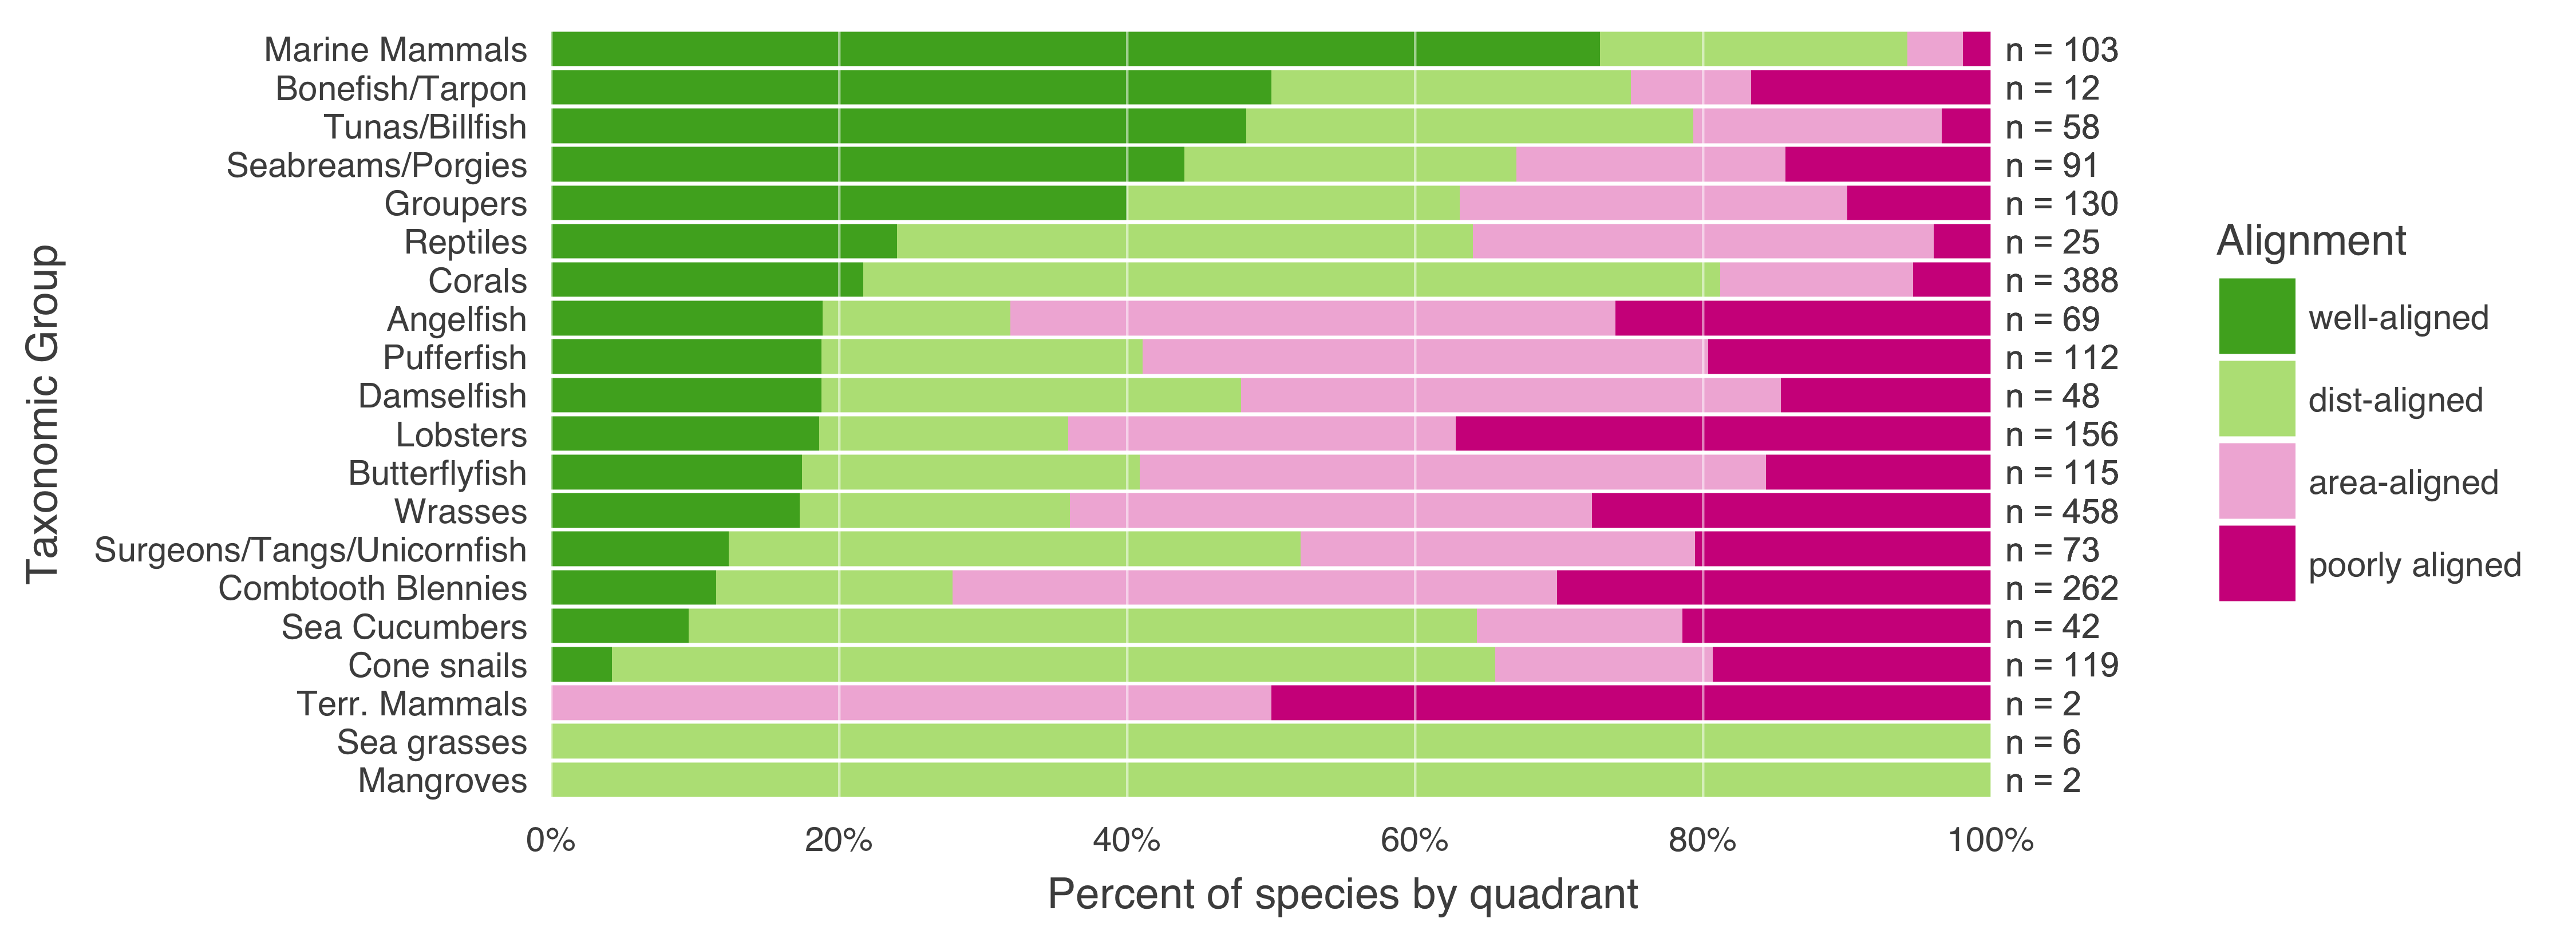 Taxonomic Group
Marine Mammals n = 103
Bonefish/Tarpon n = 12
Tunas/Billfish n = 58
Seabreams/Porgies n = 91
Groupers n = 130
Reptiles n = 25
Corals n = 388
Angelfish n = 69
Pufferfish n = 112
Damselfish n = 48
Lobsters n = 156
Butterflyfish n = 115
Wrasses n = 458
Surgeons/Tangs/Unicornfish n = 73
Combtooth Blennies n = 262
Sea Cucumbers n = 42
Cone snails n = 119
Terr. Mammals n = 2
Sea grasses n = 6
Mangroves n = 2
0% 20% 40% 60% 80% 100%
Percent of species by quadrant
Alignment
well-aligned
dist-aligned
area-aligned
poorly aligned